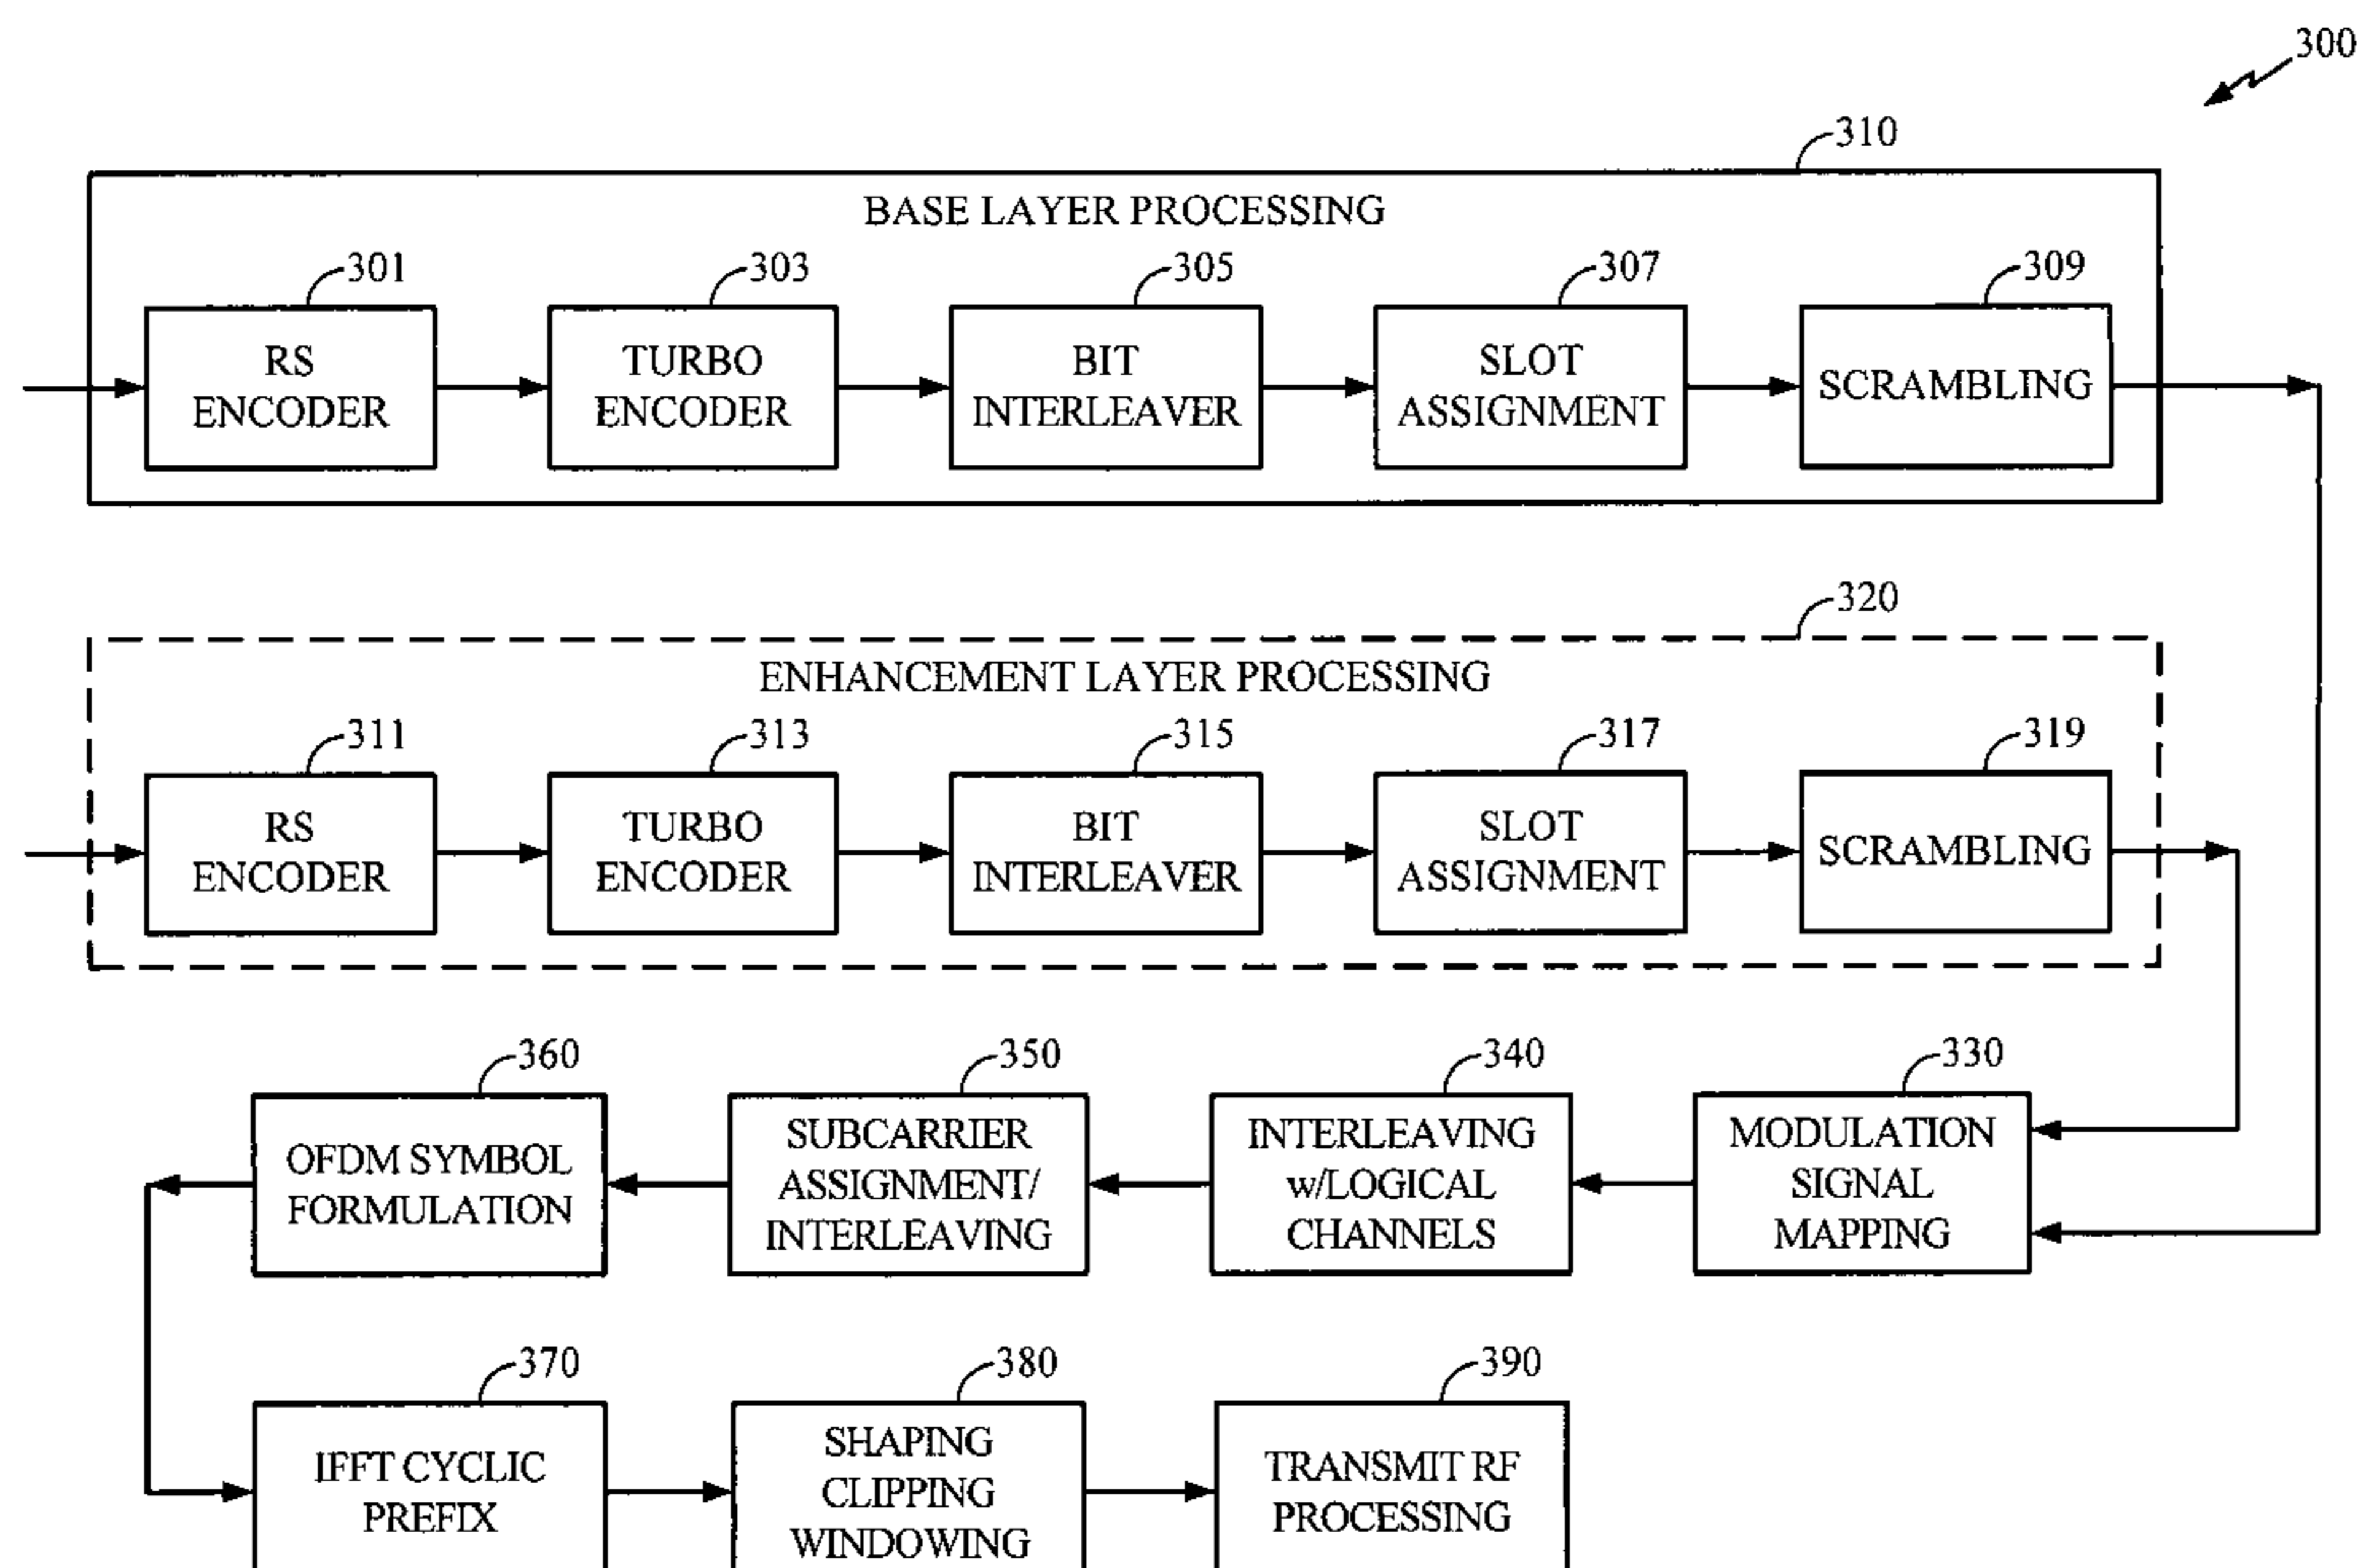 300
310
BASE LAYER PROCESSING
301
303
305
307
309
RS
ENCODER
TURBO
ENCODER
BIT
INTERLEAVER
SLOT
ASSIGNMENT
SCRAMBLING
320
ENHANCEMENT LAYER PROCESSING
311
313
315
317
319
RS
ENCODER
TURBO
ENCODER
BIT
INTERLEAVER
SLOT
ASSIGNMENT
SCRAMBLING
360
350
340
330
OFDM SYMBOL
FORMULATION
SUBCARRIER
ASSIGNMENT/
INTERLEAVING
INTERLEAVING
w/LOGICAL
CHANNELS
MODULATION
SIGNAL
MAPPING
370
380
390
IFFT CYCLIC
PREFIX
SHAPING
CLIPPING
WINDOWING
TRANSMIT RF
PROCESSING